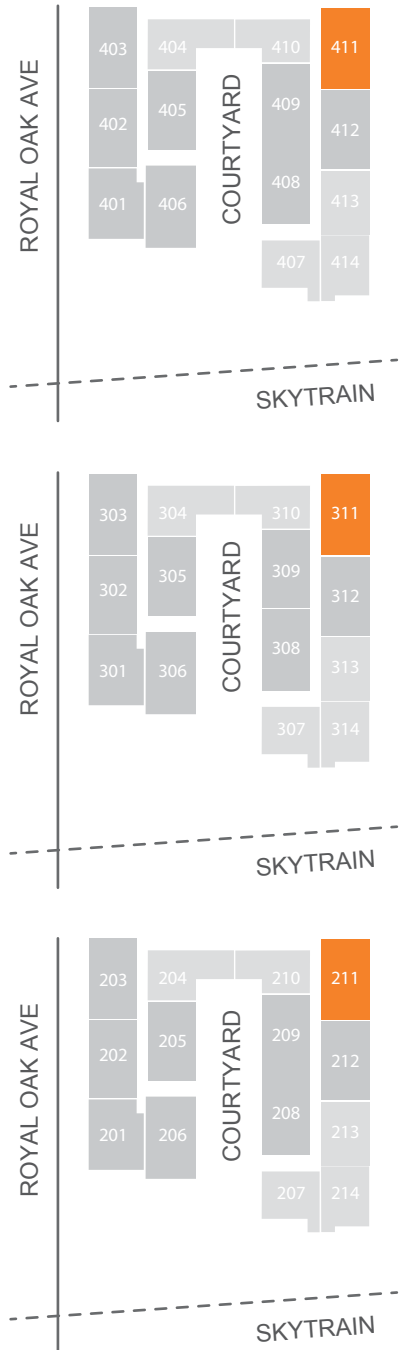 403 404 410 411
402 405 409 412
401 406 408 413
407 414
ROYAL OAK AVE
COURTYARD
SKYTRAIN
303 304 310 311
302 305 309 312
301 306 308 313
307 314
ROYAL OAK AVE
COURTYARD
SKYTRAIN
203 204 210 211
202 205 209 212
201 206 208 213
207 214
ROYAL OAK AVE
COURTYARD
SKYTRAIN